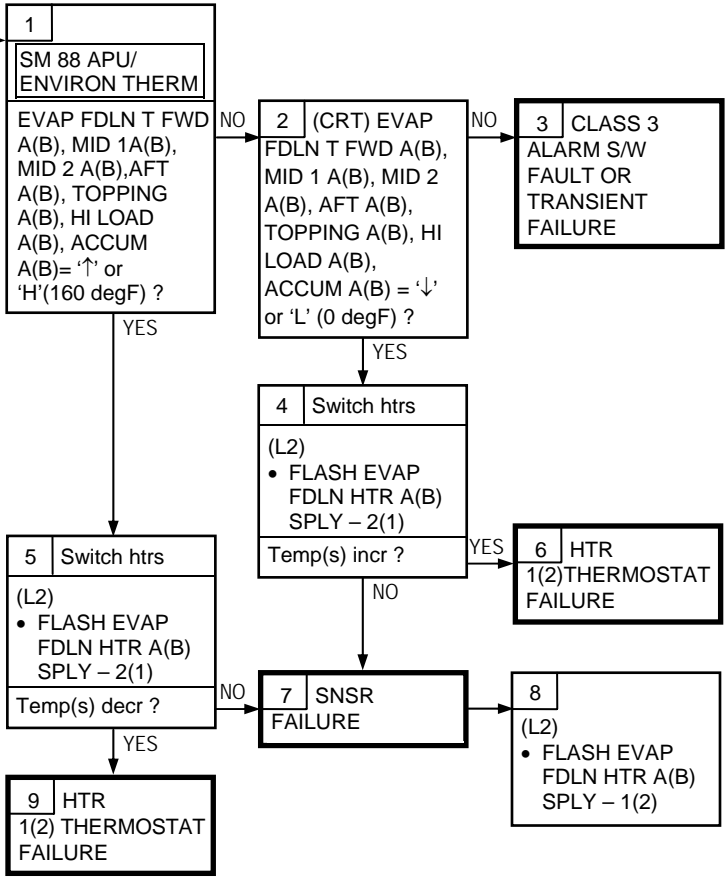 1
SM 88 APU/
ENVIRON THERM
EVAP FDLN T FWD
A(B), MID 1A(B),
MID 2 A(B),AFT
A(B), TOPPING
A(B), HI LOAD
A(B), ACCUM
A(B)= ‘↑’ or
‘H’(160 degF) ?
NO
YES
2 (CRT) EVAP
FDLN T FWD A(B),
MID 1 A(B), MID 2
A(B), AFT A(B),
TOPPING A(B), HI
LOAD A(B),
ACCUM A(B) = ‘↓’
or ‘L’ (0 degF) ?
NO
YES
3 CLASS 3
ALARM S/W
FAULT OR
TRANSIENT
FAILURE
4 Switch htrs
(L2)
• FLASH EVAP
FDLN HTR A(B)
SPLY – 2(1)
Temp(s) incr ?
YES
NO
5 Switch htrs
(L2)
• FLASH EVAP
FDLN HTR A(B)
SPLY – 2(1)
Temp(s) decr ?
NO
YES
6 HTR
1(2)THERMOSTAT
FAILURE
7 SNSR
FAILURE
8
(L2)
• FLASH EVAP
FDLN HTR A(B)
SPLY – 1(2)
9 HTR
1(2) THERMOSTAT
FAILURE